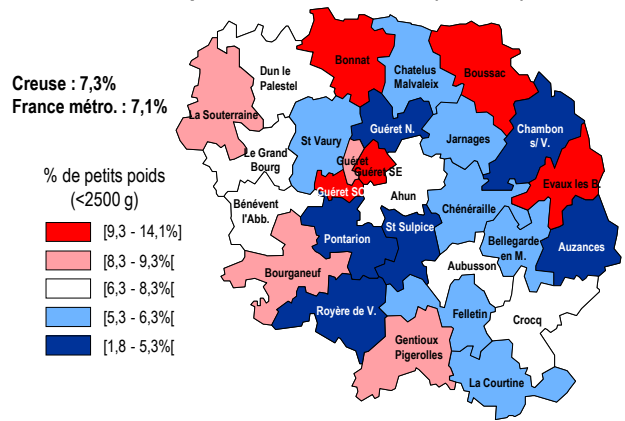 Creuse : 7,3%
France métro. : 7,1%
% de petits poids
(<2500 g)
[9,3 - 14,1%]
[8,3 - 9,3%[
[6,3 - 8,3%[
[5,3 - 6,3%[
[1,8 - 5,3%[
Dun le
Palestel
Bonnat
Chatelus
Malvaleix
Boussac
La Souterraine
Le Grand
Bourg
St Vaury
Guéret N.
Jarnages
Chambon
s/ V.
Guéret
Guéret SE
Guéret SO
Evaux les B.
Bénévent
l'Abb.
Ahun
Chénéraille
Pontarion
St Sulpice
Bellegarde
en M.
Auzances
Bourganeuf
Aubusson
Royère de V.
Felletin
Crocq
Gentioux
Pigerolles
La Courtine